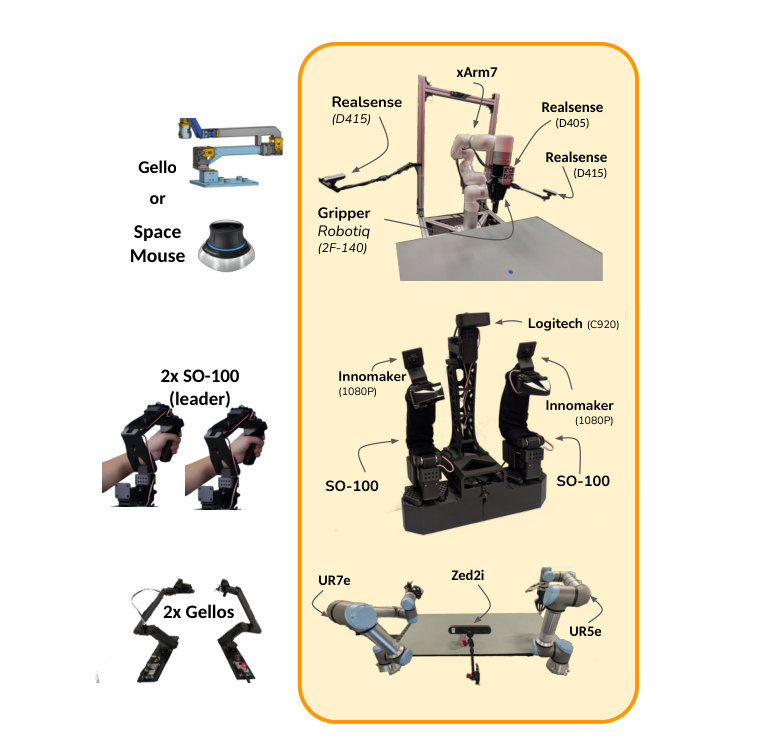 xArm7
Realsense
(D415)
Realsense
(D405)
Realsense
(D415)
Gello
or
Space
Mouse
Gripper
Robotiq
(2F-140)
Logitech (C920)
Innomaker
(1080P)
Innomaker
(1080P)
2x SO-100
(leader)
SO-100
SO-100
UR7e
Zed2i
2x Gellos
UR5e